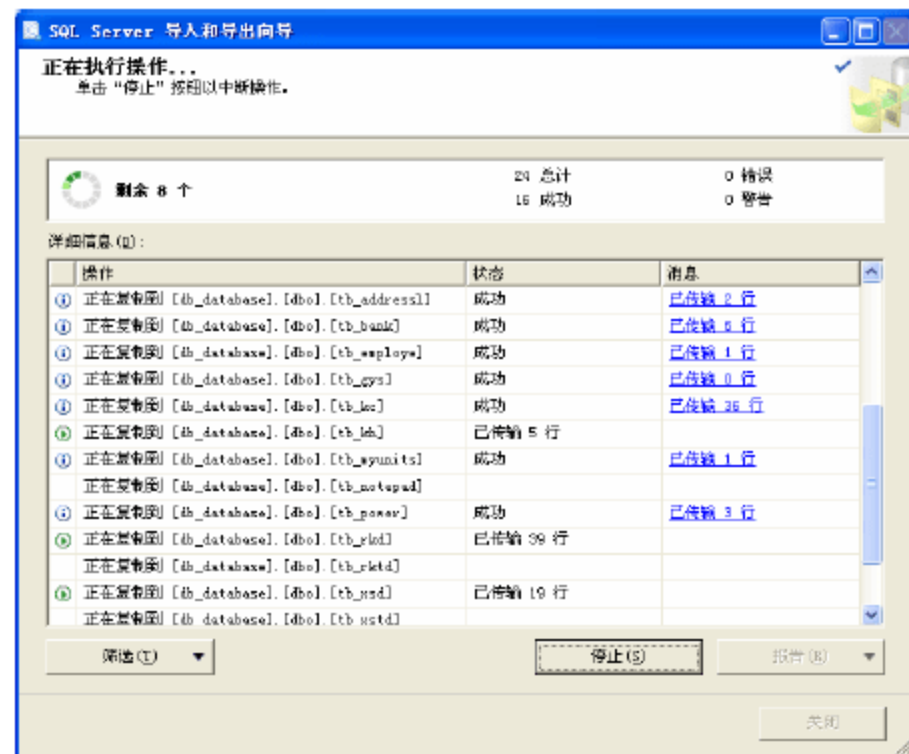 SQL Server 导入和导出向导
正在执行操作...
单击“停止”按钮以中断操作。
剩余 8 个
24 总计
0 错误
16 成功
0 警告
详细信息(D):
操作 状态 消息
正在复制到 [db_database].[dbo].[tb_address1] 成功 已传输 2 行
正在复制到 [db_database].[dbo].[tb_bank] 成功 已传输 5 行
正在复制到 [db_database].[dbo].[tb_employe] 成功 已传输 1 行
正在复制到 [db_database].[dbo].[tb_gys] 成功 已传输 0 行
正在复制到 [db_database].[dbo].[tb_kc] 成功 已传输 36 行
正在复制到 [db_database].[dbo].[tb_kh] 已传输 5 行
正在复制到 [db_database].[dbo].[tb_myunits] 成功 已传输 1 行
正在复制到 [db_database].[dbo].[tb_notepad]
正在复制到 [db_database].[dbo].[tb_power] 成功 已传输 3 行
正在复制到 [db_database].[dbo].[tb_rkd] 已传输 39 行
正在复制到 [db_database].[dbo].[tb_rktd]
正在复制到 [db_database].[dbo].[tb_xsd] 已传输 19 行
正在复制到 [db_database].[dbo].[tb_xstd]
筛选(T)
停止(S)
报告(R)
关闭